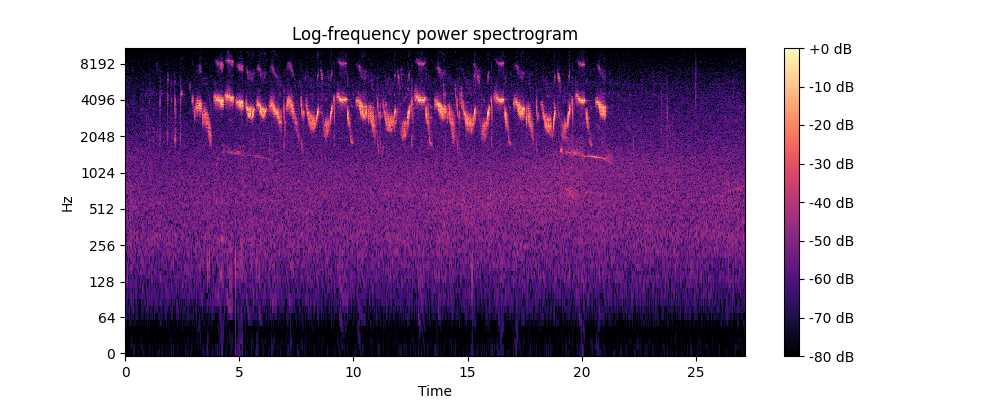 Log-frequency power spectrogram
Hz
8192
4096
2048
1024
512
256
128
64
0
0 5 10 15 20 25
Time
+0 dB
-10 dB
-20 dB
-30 dB
-40 dB
-50 dB
-60 dB
-70 dB
-80 dB